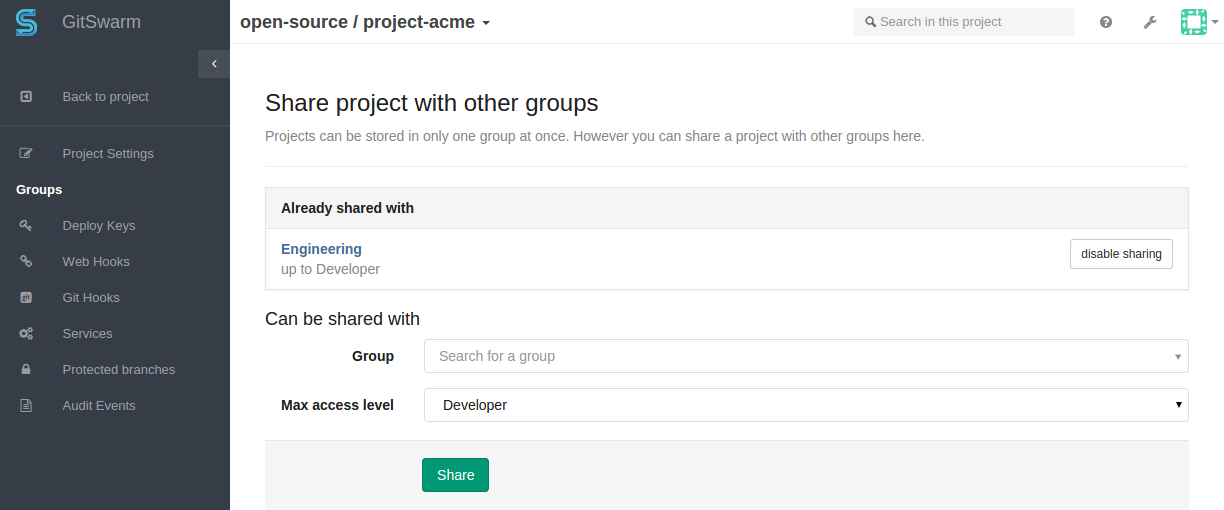 GitSwarm
open-source / project-acme
Search in this project
Back to project
Project Settings
Groups
Deploy Keys
Web Hooks
Git Hooks
Services
Protected branches
Audit Events
Share project with other groups
Projects can be stored in only one group at once. However you can share a project with other groups here.
Already shared with
Engineering
up to Developer
disable sharing
Can be shared with
Group
Search for a group
Max access level
Developer
Share